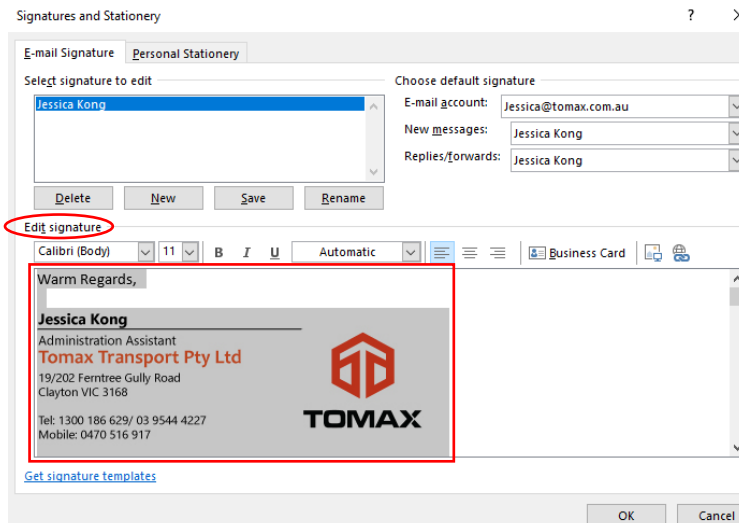 Signatures and Stationery ?
E-mail Signature Personal Stationery
Select signature to edit
Jessica Kong
Delete New Save Rename
Choose default signature
E-mail account: Jessica@tomax.com.au
New messages: Jessica Kong
Replies/forwards: Jessica Kong
Edit signature
Calibri (Body) 11 B I U Automatic Business Card
Warm Regards,
Jessica Kong
Administration Assistant
Tomax Transport Pty Ltd
19/202 Ferntree Gully Road
Clayton VIC 3168
Tel: 1300 186 629/ 03 9544 4227
Mobile: 0470 516 917
TOMAX
Get signature templates
OK Cancel